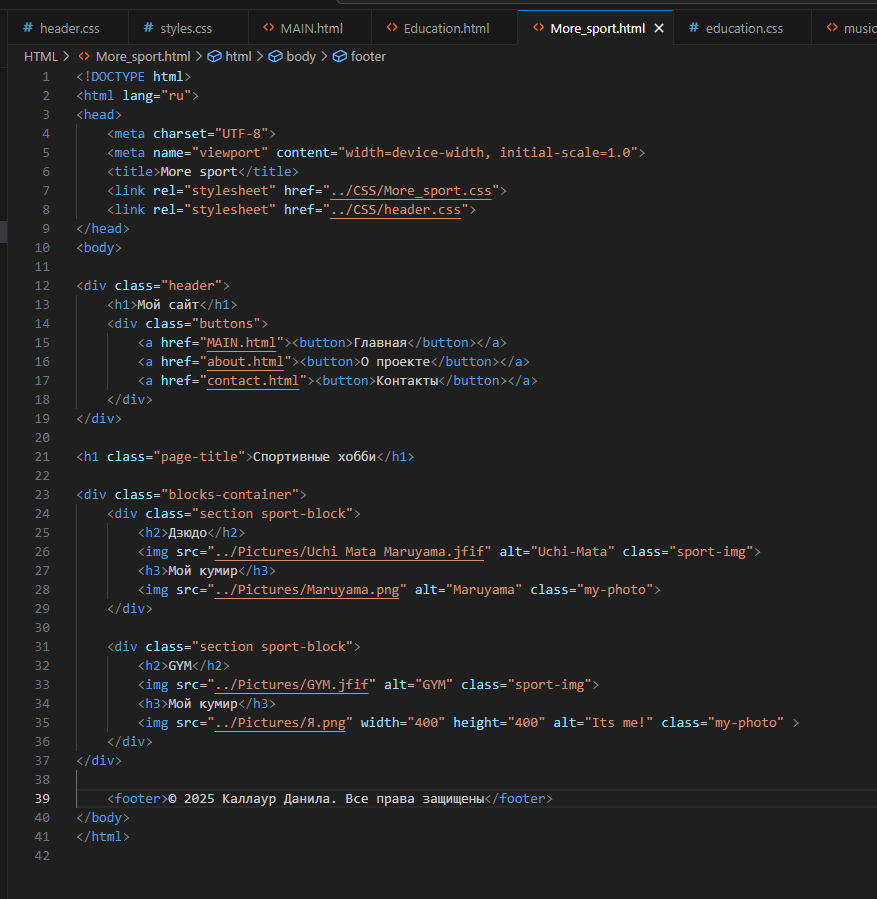 # header.css # styles.css <> MAIN.html <> Education.html <> More_sport.html × # education.css <> music
HTML > <> More_sport.html > html > body > footer
1 <!DOCTYPE html>
2 <html lang="ru">
3 <head>
4 <meta charset="UTF-8">
5 <meta name="viewport" content="width=device-width, initial-scale=1.0">
6 <title>More sport</title>
7 <link rel="stylesheet" href="../CSS/More_sport.css">
8 <link rel="stylesheet" href="../CSS/header.css">
9 </head>
10 <body>
11
12 <div class="header">
13 <h1>Мой сайт</h1>
14 <div class="buttons">
15 <a href="MAIN.html"><button>Главная</button></a>
16 <a href="about.html"><button>О проекте</button></a>
17 <a href="contact.html"><button>Контакты</button></a>
18 </div>
19 </div>
20
21 <h1 class="page-title">Спортивные хобби</h1>
22
23 <div class="blocks-container">
24 <div class="section sport-block">
25 <h2>Дзюдо</h2>
26 <img src="../Pictures/Uchi Mata Maruyama.jfif" alt="Uchi-Mata" class="sport-img">
27 <h3>Мой кумир</h3>
28 <img src="../Pictures/Maruyama.png" alt="Maruyama" class="my-photo">
29 </div>
30
31 <div class="section sport-block">
32 <h2>GYM</h2>
33 <img src="../Pictures/GYM.jfif" alt="GYM" class="sport-img">
34 <h3>Мой кумир</h3>
35 <img src="../Pictures/Я.png" width="400" height="400" alt="Its me!" class="my-photo" >
36 </div>
37 </div>
38
39 <footer>© 2025 Каллаур Данила. Все права защищены</footer>
40 </body>
41 </html>
42